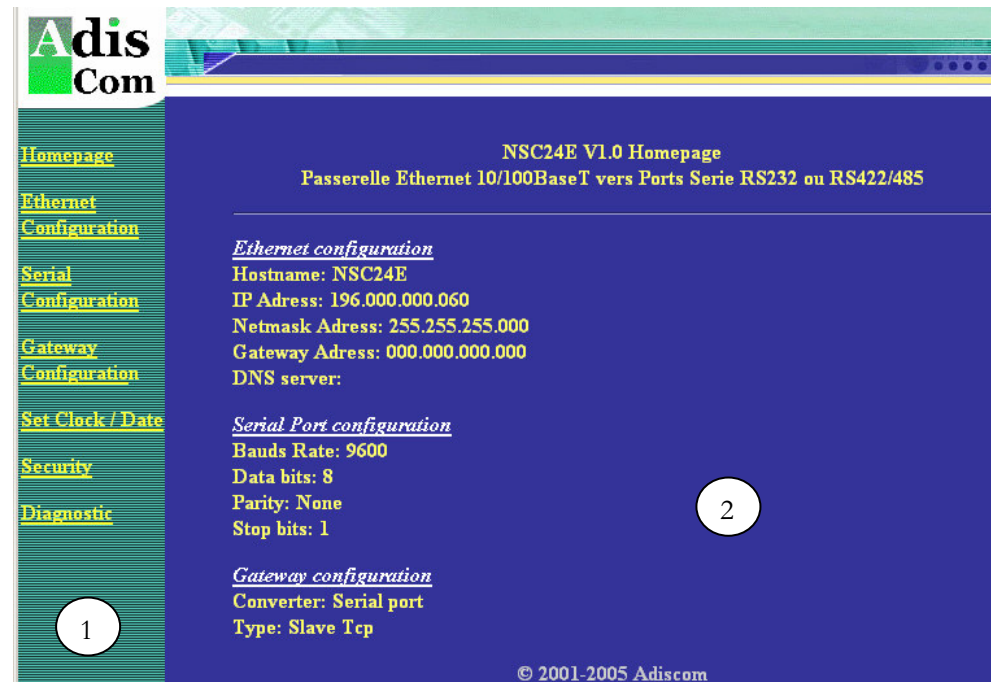 Adis
Com
Homepage
Ethernet
Configuration
Serial
Configuration
Gateway
Configuration
Set Clock / Date
Security
Diagnostic
1
NSC24E V1.0 Homepage
Passerelle Ethernet 10/100BaseT vers Ports Serie RS232 ou RS422/485
Ethernet configuration
Hostname: NSC24E
IP Adress: 196.000.000.060
Netmask Adress: 255.255.255.000
Gateway Adress: 000.000.000.000
DNS server:
Serial Port configuration
Bauds Rate: 9600
Data bits: 8
Parity: None
Stop bits: 1
2
Gateway configuration
Converter: Serial port
Type: Slave Tcp
© 2001-2005 Adiscom